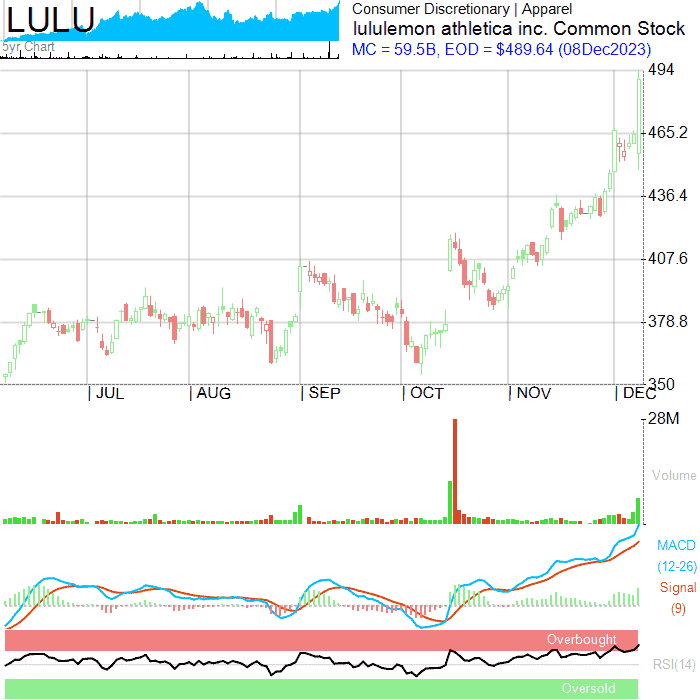 LULU
5yr Chart
Consumer Discretionary | Apparel
lululemon athletica inc. Common Stock
MC = 59.5B, EOD = $489.64 (08Dec2023)
494
465.2
436.4
407.6
378.8
350
| JUL | AUG | SEP | OCT | NOV | DEC
28M
Volume
MACD
(12-26)
Signal
(9)
Overbought
RSI(14)
Oversold